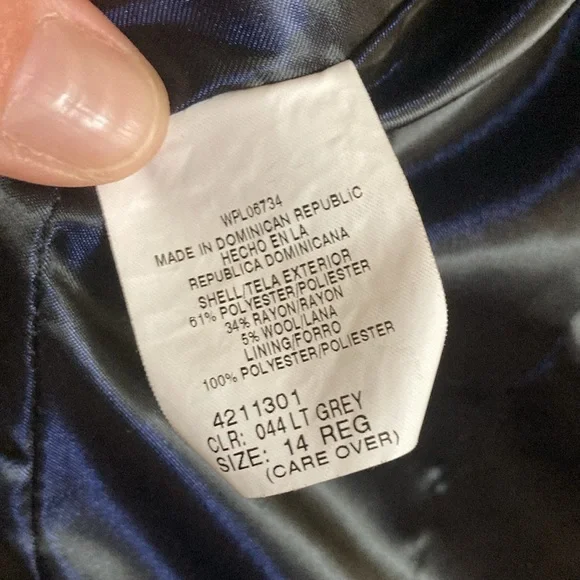 WPL06734
MADE IN DOMINICAN REPUBLIC
HECHO EN LA
REPUBLICA DOMINICANA
SHELL/TELA EXTERIOR
61% POLYESTER/POLIESTER
34% RAYON/RAYON
5% WOOL/LANA
LINING/FORRO
100% POLYESTER/POLIESTER
4211301
CLR: 044 LT GREY
SIZE: 14 REG
(CARE OVER)